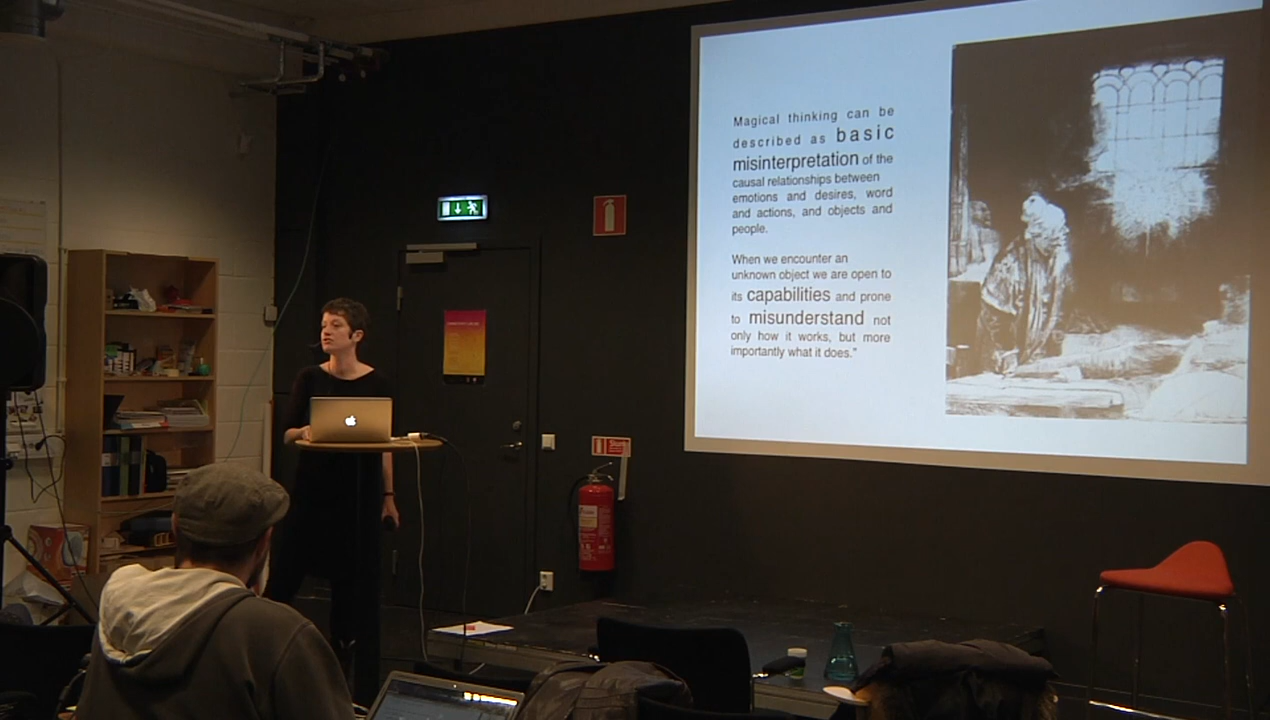 Magical thinking can be
described as basic
misinterpretation of the
causal relationships between
emotions and desires, word
and actions, and objects and
people.
When we encounter an
unknown object we are open to
its capabilities and prone
to misunderstand not
only how it works, but more
importantly what it does."